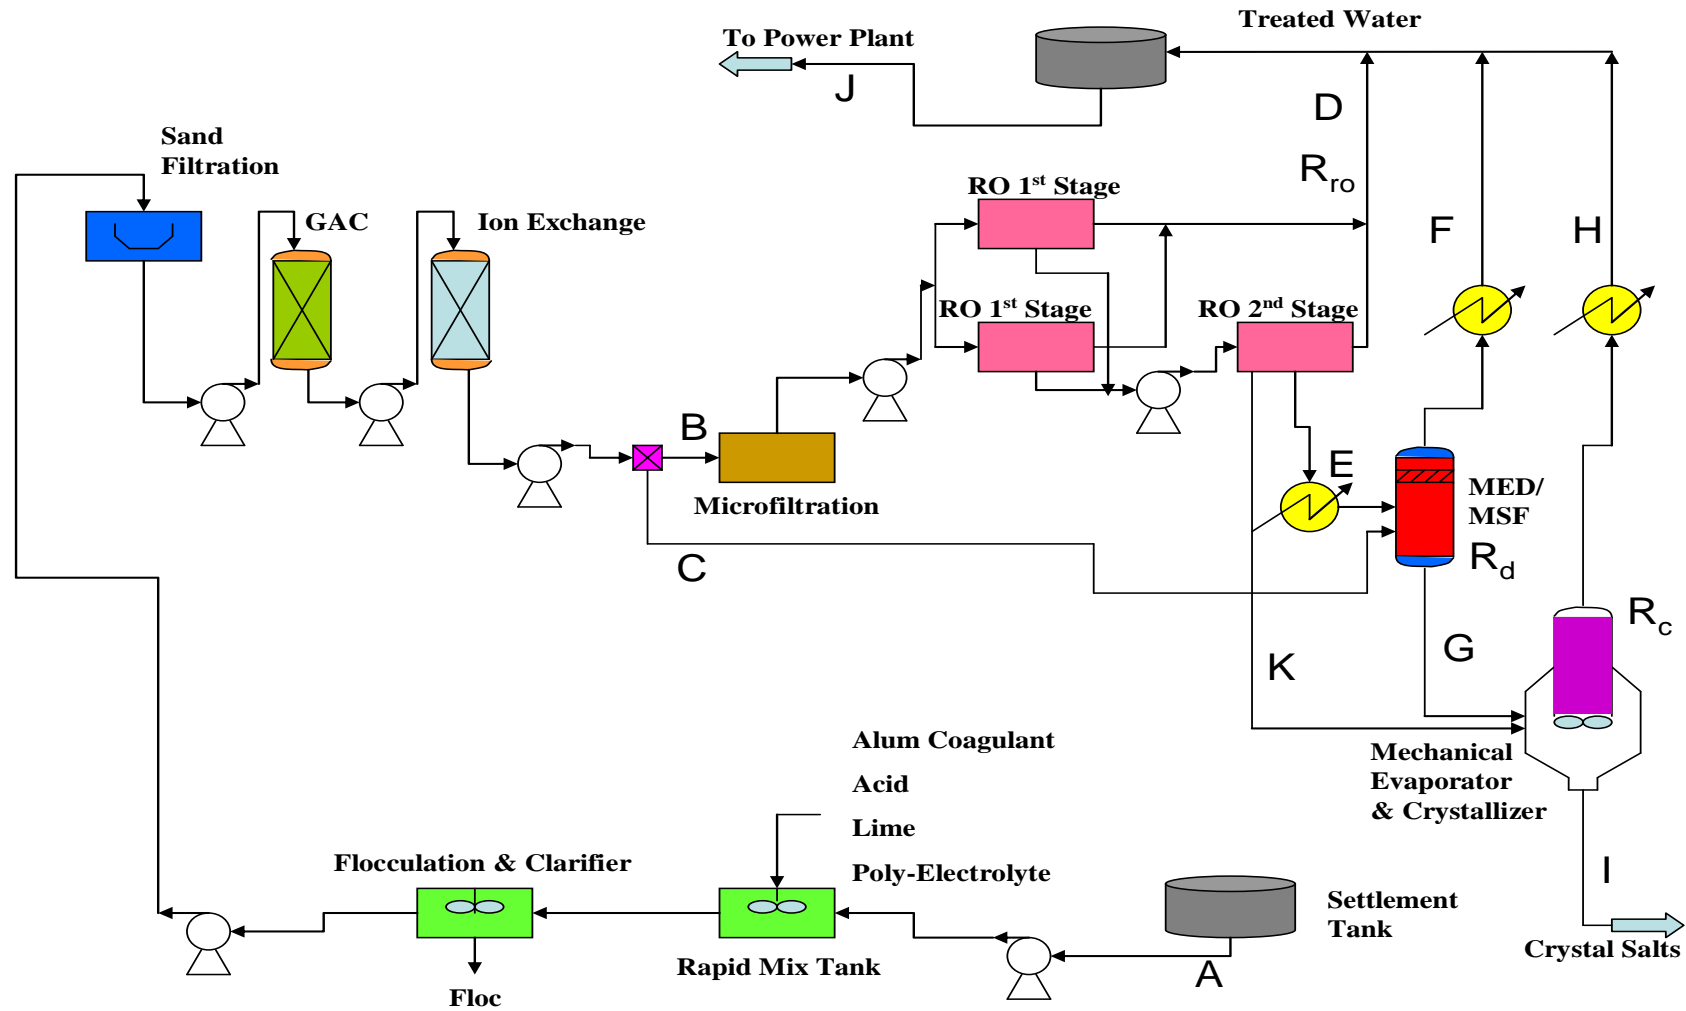 Treated Water
To Power Plant
J
D
Sand
Filtration
RO 1st Stage
Rro
GAC
Ion Exchange
F
H
RO 1st Stage
RO 2nd Stage
B
E
Microfiltration
MED/
MSF
C
Rd
Rc
G
K
Alum Coagulant
Mechanical
Evaporator
& Crystallizer
Acid
Lime
Poly-Electrolyte
Flocculation & Clarifier
I
Settlement
Tank
Crystal Salts
Rapid Mix Tank
A
Floc